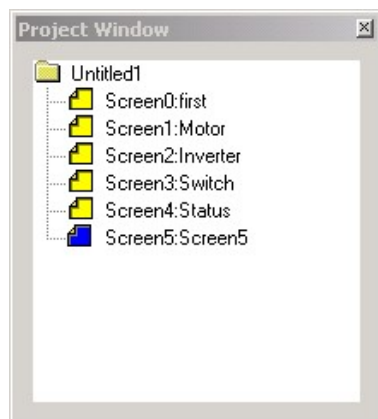 Project Window
Untitled1
Screen0:first
Screen1:Motor
Screen2:Inverter
Screen3:Switch
Screen4:Status
Screen5:Screen5